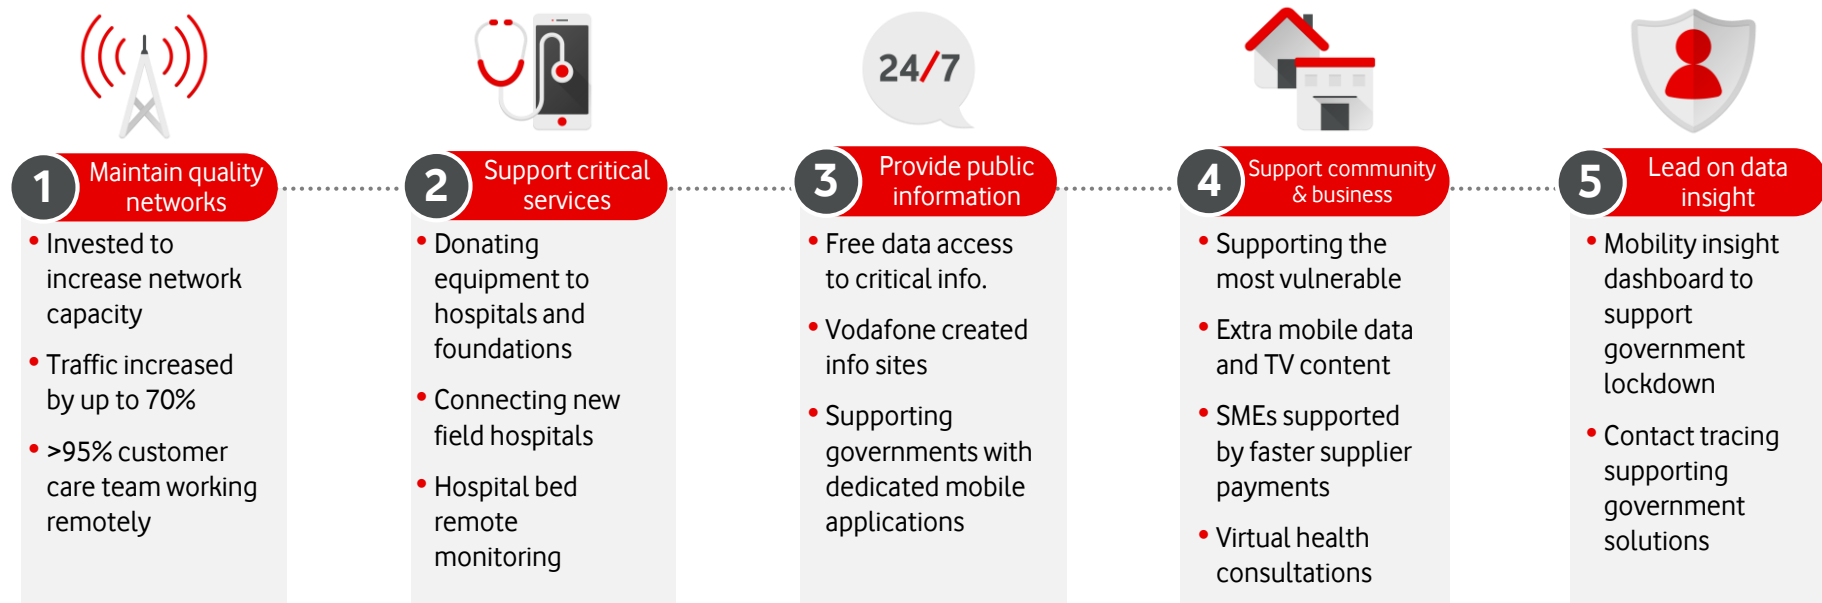 1
Maintain quality
networks
• Invested to
increase network
capacity
• Traffic increased
by up to 70%
• >95% customer
care team working
remotely
2
Support critical
services
• Donating
equipment to
hospitals and
foundations
• Connecting new
field hospitals
• Hospital bed
remote
monitoring
24/7
3
Provide public
information
• Free data access
to critical info.
• Vodafone created
info sites
• Supporting
governments with
dedicated mobile
applications
4
Support community
& business
• Supporting the
most vulnerable
• Extra mobile data
and TV content
• SMEs supported
by faster supplier
payments
• Virtual health
consultations
5
Lead on data
insight
• Mobility insight
dashboard to
support
government
lockdown
• Contact tracing
supporting
government
solutions